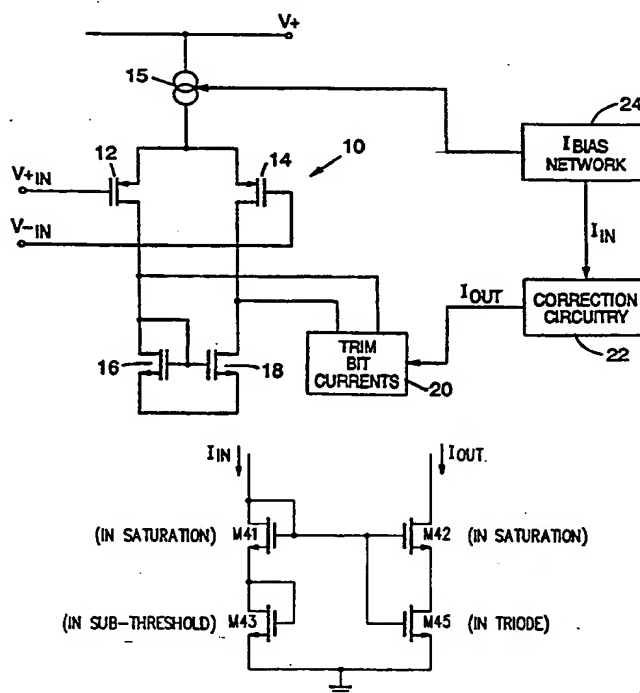 V+
15
24
I BIAS NETWORK
12
14
10
V+IN
V-IN
IIN
IOUT
CORRECTION CIRCUITRY
22
TRIM BIT CURRENTS
20
16
18
IIN
IOUT.
(IN SATURATION)
M41
M42
(IN SATURATION)
(IN SUB-THRESHOLD)
M43
M45
(IN TRIODE)